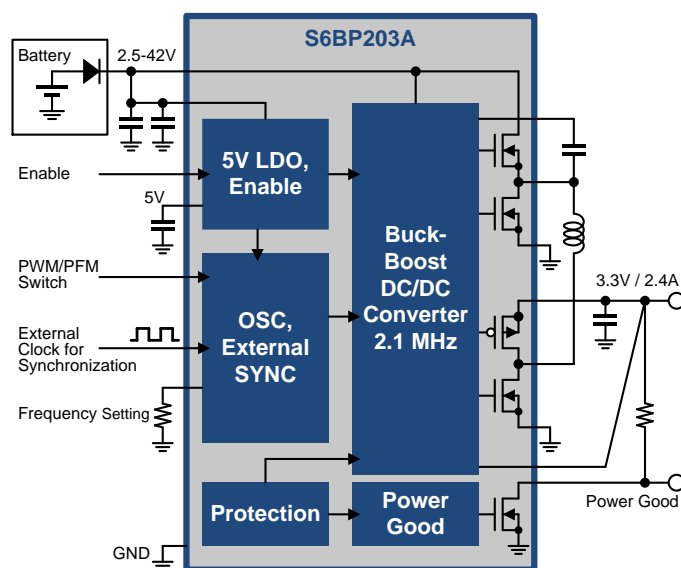 S6BP203A
Battery
2.5-42V
5V LDO,
Enable
Enable
5V
Buck-
Boost
DC/DC
Converter
2.1 MHz
PWM/PFM
Switch
3.3V / 2.4A
OSC,
External
SYNC
External
Clock for
Synchronization
Frequency Setting
Protection
Power
Good
Power Good
GND